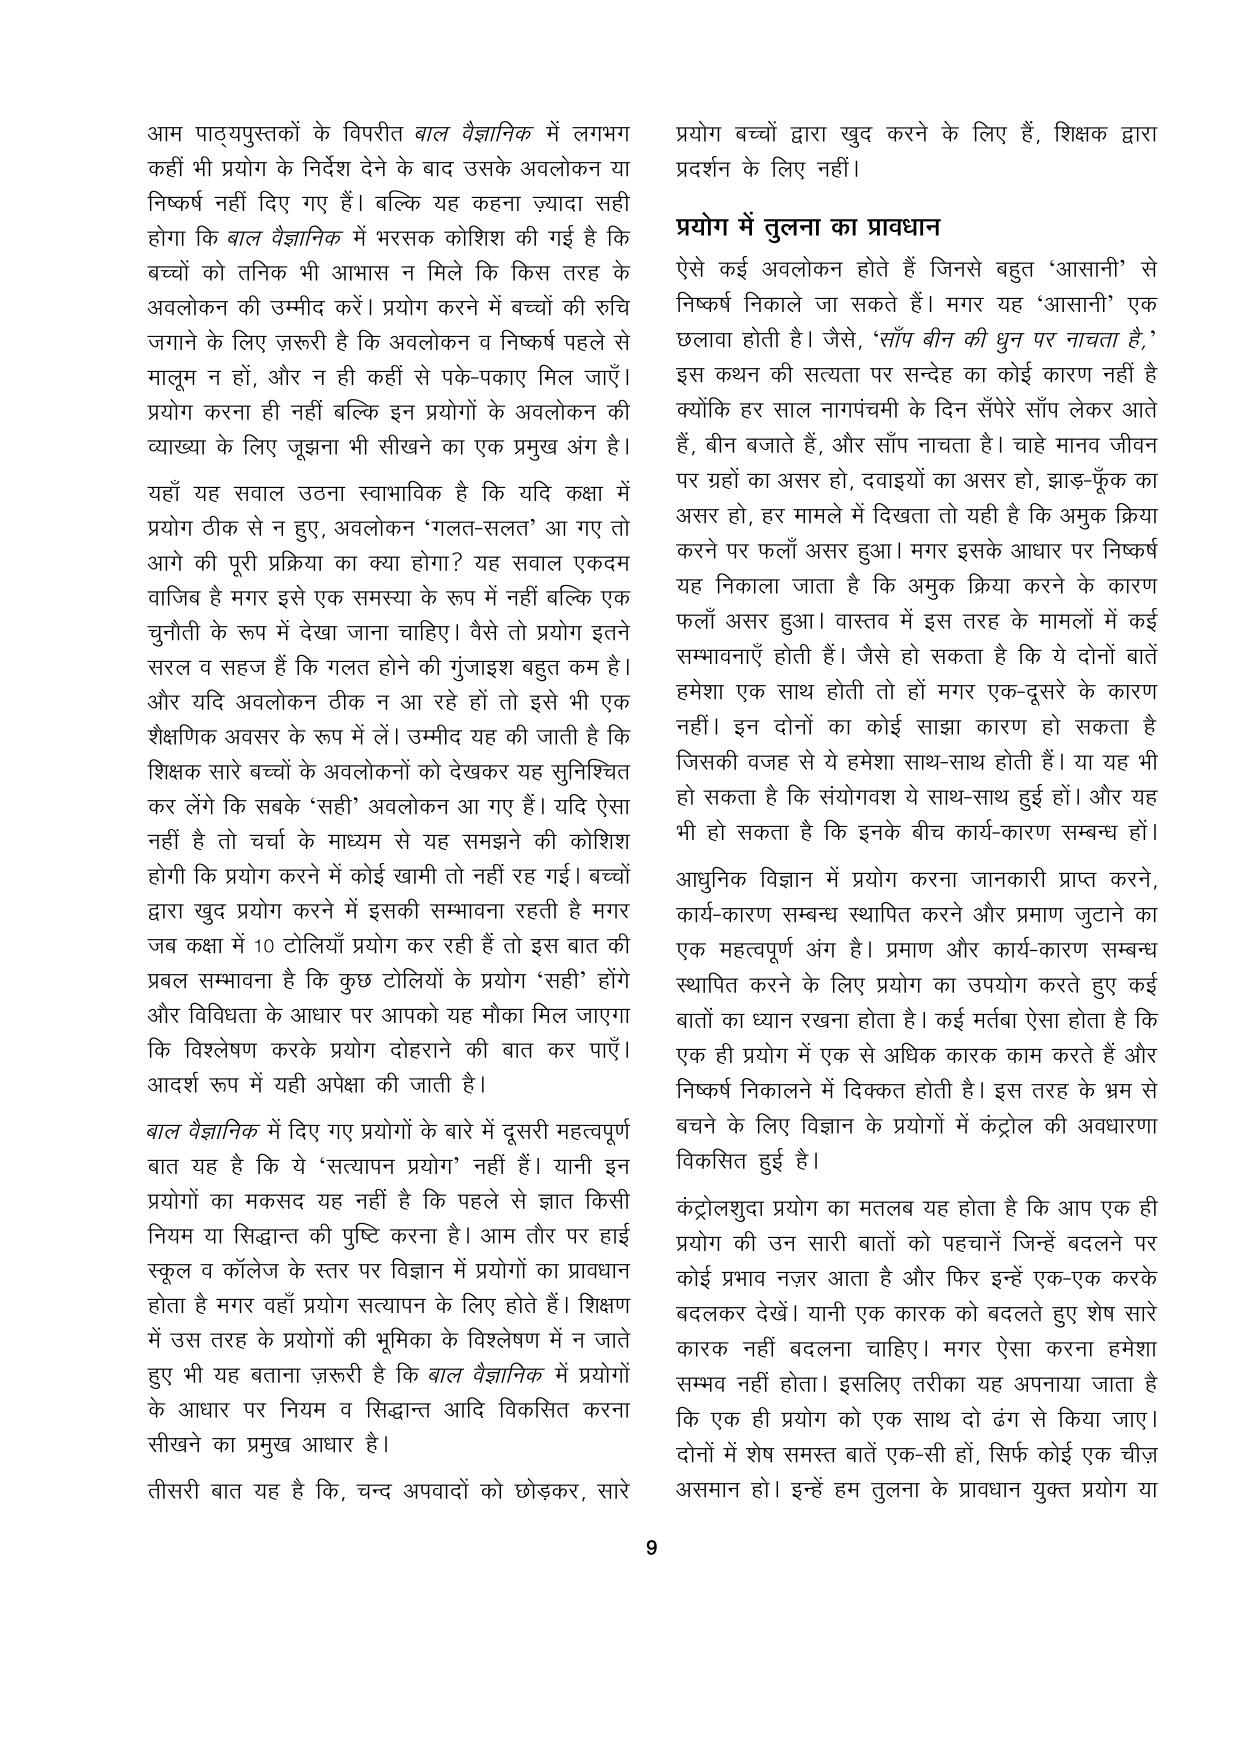 आम पाठ्यपुस्तकों के विपरीत बाल वैज्ञानिक में लगभग
कहीं भी प्रयोग के निर्देश देने के बाद उसके अवलोकन या
निष्कर्ष नहीं दिए गए हैं। बल्कि यह कहना ज़्यादा सही
होगा कि बाल वैज्ञानिक में भरसक कोशिश की गई है कि
बच्चों को तनिक भी आभास न मिले कि किस तरह के
अवलोकन की उम्मीद करें। प्रयोग करने में बच्चों की रुचि
जगाने के लिए ज़रूरी है कि अवलोकन व निष्कर्ष पहले से
मालूम न हों, और न ही कहीं से पके-पकाए मिल जाएँ।
प्रयोग करना ही नहीं बल्कि इन प्रयोगों के अवलोकन की
व्याख्या के लिए जूझना भी सीखने का एक प्रमुख अंग है।
यहाँ यह सवाल उठना स्वाभाविक है कि यदि कक्षा में
प्रयोग ठीक से न हुए, अवलोकन ‘गलत-सलत’ आ गए तो
आगे की पूरी प्रक्रिया का क्या होगा? यह सवाल एकदम
वाजिब है मगर इसे एक समस्या के रूप में नहीं बल्कि एक
चुनौती के रूप में देखा जाना चाहिए। वैसे तो प्रयोग इतने
सरल व सहज हैं कि गलत होने की गुंजाइश बहुत कम है।
और यदि अवलोकन ठीक न आ रहे हों तो इसे भी एक
शैक्षणिक अवसर के रूप में लें। उम्मीद यह की जाती है कि
शिक्षक सारे बच्चों के अवलोकनों को देखकर यह सुनिश्चित
कर लेंगे कि सबके ‘सही’ अवलोकन आ गए हैं। यदि ऐसा
नहीं है तो चर्चा के माध्यम से यह समझने की कोशिश
होगी कि प्रयोग करने में कोई खामी तो नहीं रह गई। बच्चों
द्वारा खुद प्रयोग करने में इसकी सम्भावना रहती है मगर
जब कक्षा में 10 टोलियाँ प्रयोग कर रही हैं तो इस बात की
प्रबल सम्भावना है कि कुछ टोलियों के प्रयोग ‘सही’ होंगे
और विविधता के आधार पर आपको यह मौका मिल जाएगा
कि विश्लेषण करके प्रयोग दोहराने की बात कर पाएँ।
आदर्श रूप में यही अपेक्षा की जाती है।
बाल वैज्ञानिक में दिए गए प्रयोगों के बारे में दूसरी महत्वपूर्ण
बात यह है कि ये ‘सत्यापन प्रयोग’ नहीं हैं। यानी इन
प्रयोगों का मकसद यह नहीं है कि पहले से ज्ञात किसी
नियम या सिद्धान्त की पुष्टि करना है। आम तौर पर हाई
स्कूल व कॉलेज के स्तर पर विज्ञान में प्रयोगों का प्रावधान
होता है मगर वहाँ प्रयोग सत्यापन के लिए होते हैं। शिक्षण
में उस तरह के प्रयोगों की भूमिका के विश्लेषण में न जाते
हुए भी यह बताना ज़रूरी है कि बाल वैज्ञानिक में प्रयोगों
के आधार पर नियम व सिद्धान्त आदि विकसित करना
सीखने का प्रमुख आधार है।
तीसरी बात यह है कि, चन्द अपवादों को छोड़कर, सारे
प्रयोग बच्चों द्वारा खुद करने के लिए हैं, शिक्षक द्वारा
प्रदर्शन के लिए नहीं।
प्रयोग में तुलना का प्रावधान
ऐसे कई अवलोकन होते हैं जिनसे बहुत ‘आसानी’ से
निष्कर्ष निकाले जा सकते हैं। मगर यह ‘आसानी’ एक
छलावा होती है। जैसे, ‘साँप बीन की धुन पर नाचता है,’
इस कथन की सत्यता पर सन्देह का कोई कारण नहीं है
क्योंकि हर साल नागपंचमी के दिन सँपेरे साँप लेकर आते
हैं, बीन बजाते हैं, और साँप नाचता है। चाहे मानव जीवन
पर ग्रहों का असर हो, दवाइयों का असर हो, झाड़-फूँक का
असर हो, हर मामले में दिखता तो यही है कि अमुक क्रिया
करने पर फलाँ असर हुआ। मगर इसके आधार पर निष्कर्ष
यह निकाला जाता है कि अमुक क्रिया करने के कारण
फलाँ असर हुआ। वास्तव में इस तरह के मामलों में कई
सम्भावनाएँ होती हैं। जैसे हो सकता है कि ये दोनों बातें
हमेशा एक साथ होती तो हों मगर एक-दूसरे के कारण
नहीं। इन दोनों का कोई साझा कारण हो सकता है
जिसकी वजह से ये हमेशा साथ-साथ होती हैं। या यह भी
हो सकता है कि संयोगवश ये साथ-साथ हुई हों। और यह
भी हो सकता है कि इनके बीच कार्य-कारण सम्बन्ध हों।
आधुनिक विज्ञान में प्रयोग करना जानकारी प्राप्त करने,
कार्य-कारण सम्बन्ध स्थापित करने और प्रमाण जुटाने का
एक महत्वपूर्ण अंग है। प्रमाण और कार्य-कारण सम्बन्ध
स्थापित करने के लिए प्रयोग का उपयोग करते हुए कई
बातों का ध्यान रखना होता है। कई मर्तबा ऐसा होता है कि
एक ही प्रयोग में एक से अधिक कारक काम करते हैं और
निष्कर्ष निकालने में दिक्कत होती है। इस तरह के भ्रम से
बचने के लिए विज्ञान के प्रयोगों में कंट्रोल की अवधारणा
विकसित हुई है।
कंट्रोलशुदा प्रयोग का मतलब यह होता है कि आप एक ही
प्रयोग की उन सारी बातों को पहचानें जिन्हें बदलने पर
कोई प्रभाव नज़र आता है और फिर इन्हें एक-एक करके
बदलकर देखें। यानी एक कारक को बदलते हुए शेष सारे
कारक नहीं बदलना चाहिए। मगर ऐसा करना हमेशा
सम्भव नहीं होता। इसलिए तरीका यह अपनाया जाता है
कि एक ही प्रयोग को एक साथ दो ढंग से किया जाए।
दोनों में शेष समस्त बातें एक-सी हों, सिर्फ कोई एक चीज़
असमान हो। इन्हें हम तुलना के प्रावधान युक्त प्रयोग या
9